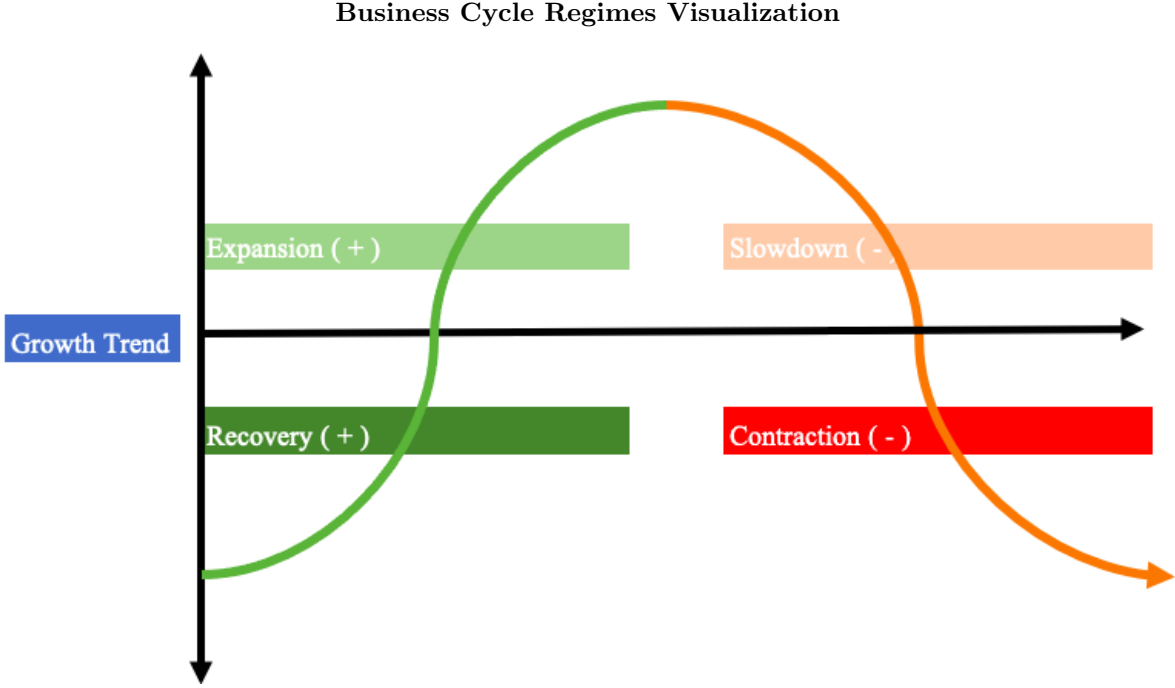 Business Cycle Regimes Visualization
Expansion ( + )
Slowdown ( - )
Growth Trend
Recovery ( + )
Contraction ( - )